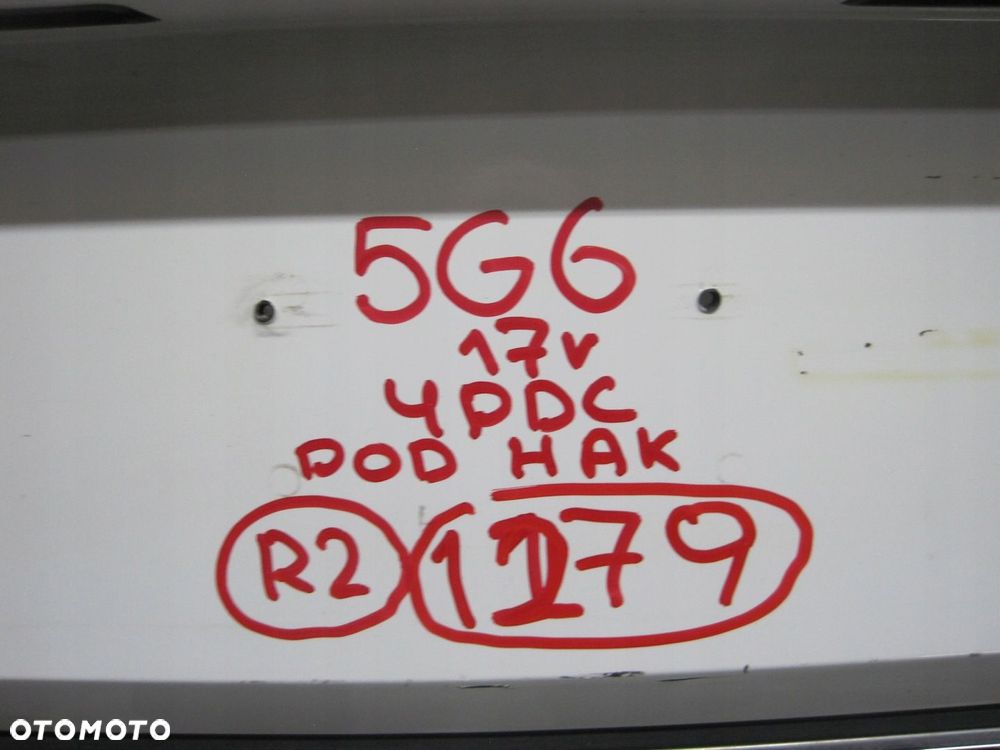 5G6
17v
4PDC
POD HAK
R2 1279
OTOMOTO